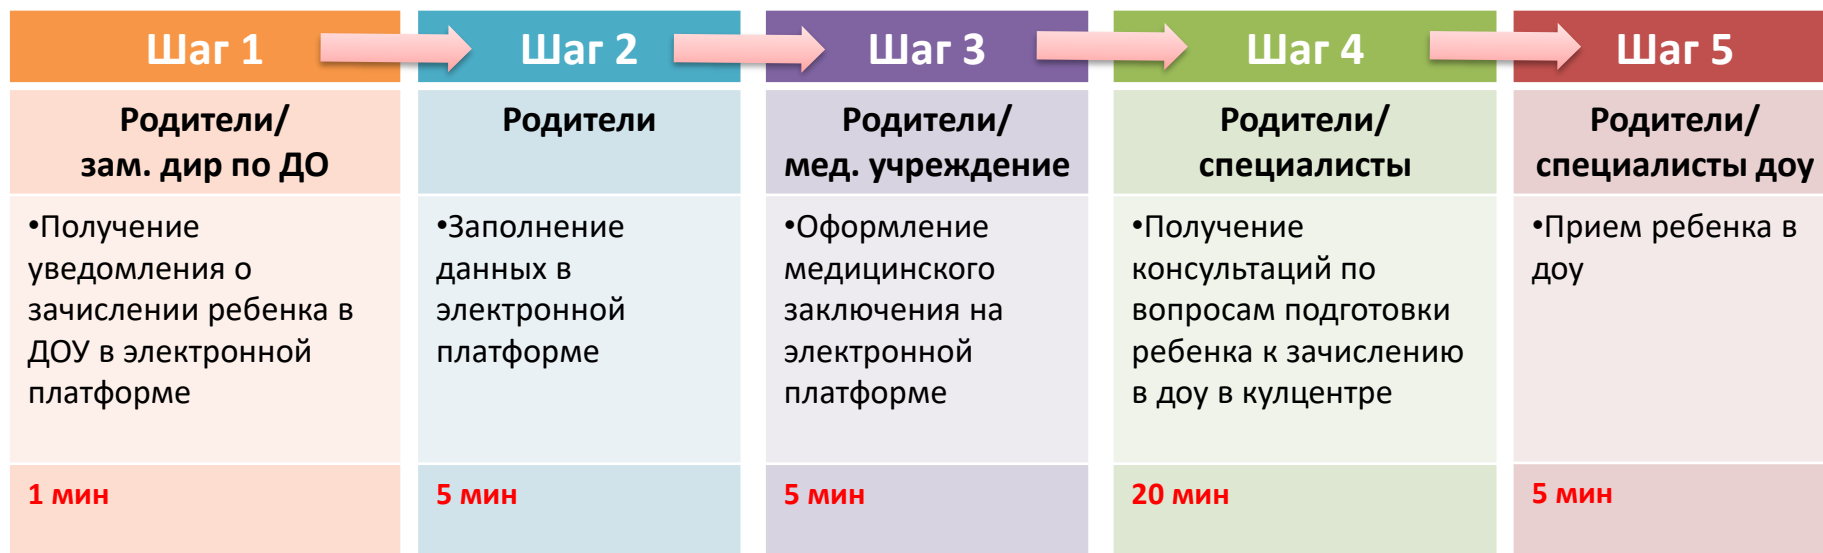 Шаг 1
Шаг 2
Шаг 3
Шаг 4
Шаг 5
Родители/
зам. дир по ДО
Родители
Родители/
мед. учреждение
Родители/
специалисты
Родители/
специалисты доу
•Получение
уведомления о
зачислении ребенка в
ДОУ в электронной
платформе
•Заполнение
данных в
электронной
платформе
•Оформление
медицинского
заключения на
электронной
платформе
•Получение
консультаций по
вопросам подготовки
ребенка к зачислению
в доу в кулцентре
•Прием ребенка в
доу
1 мин
5 мин
5 мин
20 мин
5 мин